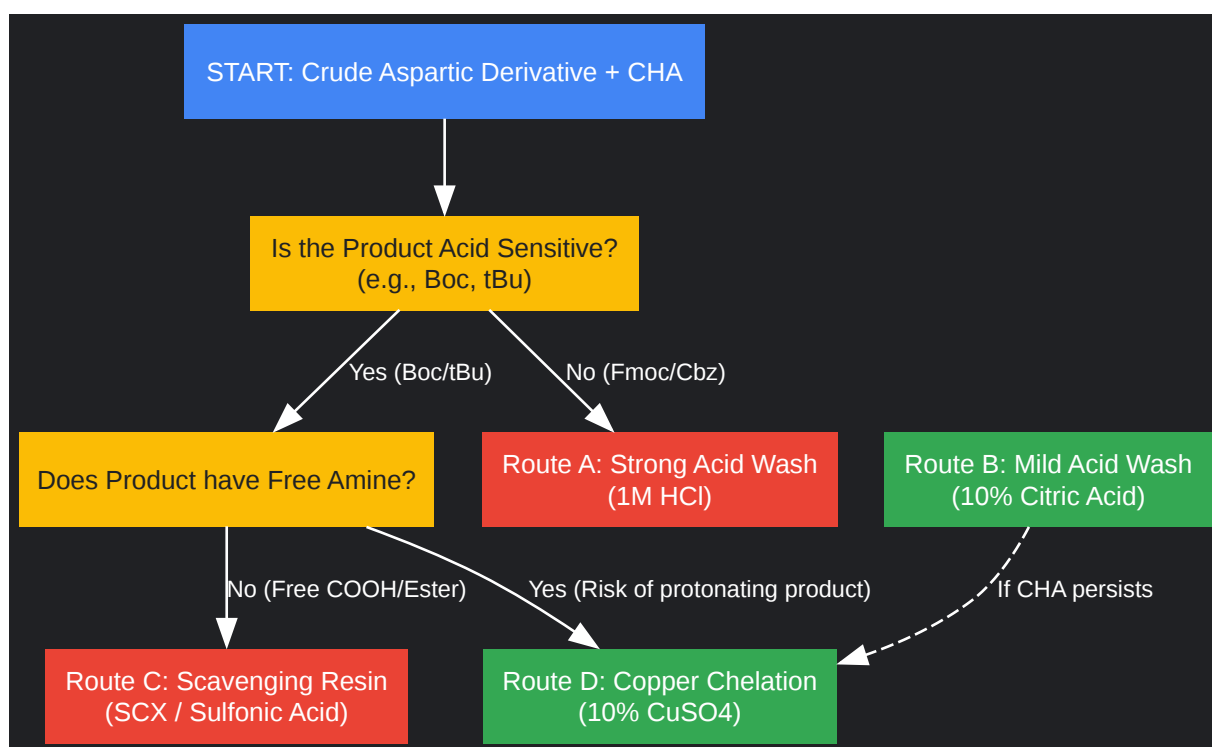 START: Crude Aspartic Derivative + CHA
Is the Product Acid Sensitive?
(e.g., Boc, tBu)
Yes (Boc/tBu)
No (Fmoc/Cbz)
Does Product have Free Amine?
Route A: Strong Acid Wash
(1M HCl)
Route B: Mild Acid Wash
(10% Citric Acid)
No (Free COOH/Ester)
Yes (Risk of protonating product)
If CHA persists
Route C: Scavenging Resin
(SCX / Sulfonic Acid)
Route D: Copper Chelation
(10% CuSO4)